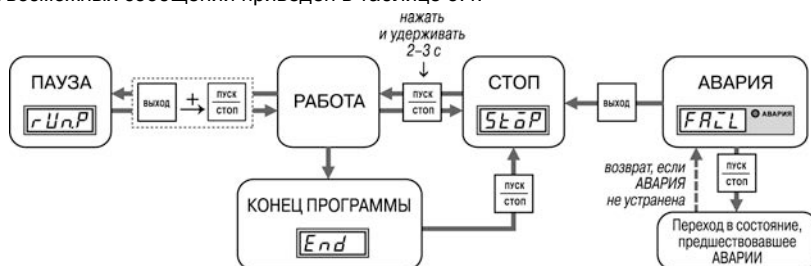 возможных сообщений приведен в таблице
нажать
и удерживать
2–3 с
ПАУЗА
rUn.P
ВЫХОД
+
ПУСК
СТОП
РАБОТА
ПУСК
СТОП
СТОП
StoP
ВЫХОД
АВАРИЯ
FAIL
АВАРИЯ
КОНЕЦ ПРОГРАММЫ
End
ПУСК
СТОП
возврат, если
АВАРИЯ
не устранена
ПУСК
СТОП
Переход в состояние,
предшествовавшее
АВАРИИ